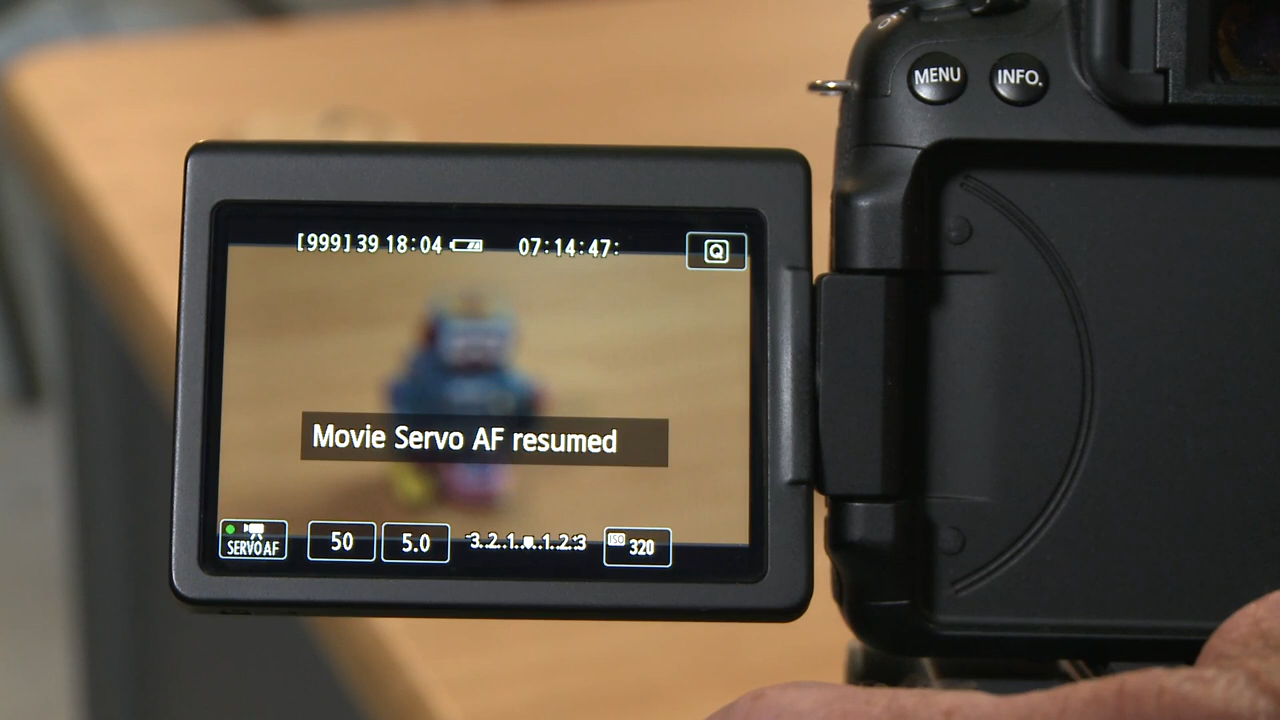 MENU INFO.
[999] 39 18:04 07:14:47: Q
Movie Servo AF resumed
SERVO AF 50 5.0 -3..2..1..■..1..2..3 ISO 320